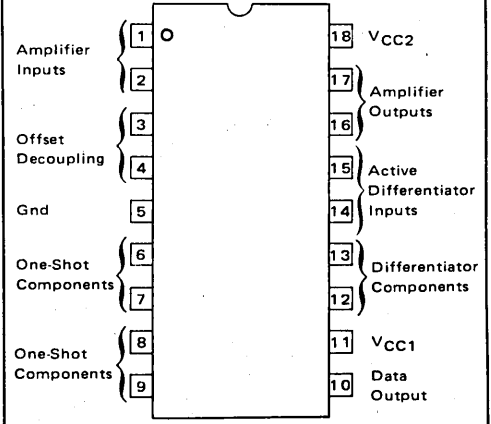 Amplifier
Inputs
1
2
Offset
Decoupling
3
4
Gnd
5
One-Shot
Components
6
7
One-Shot
Components
8
9
18 VCC2
17
16
Amplifier
Outputs
15
14
Active
Differentiator
Inputs
13
12
Differentiator
Components
11 VCC1
10 Data
Output